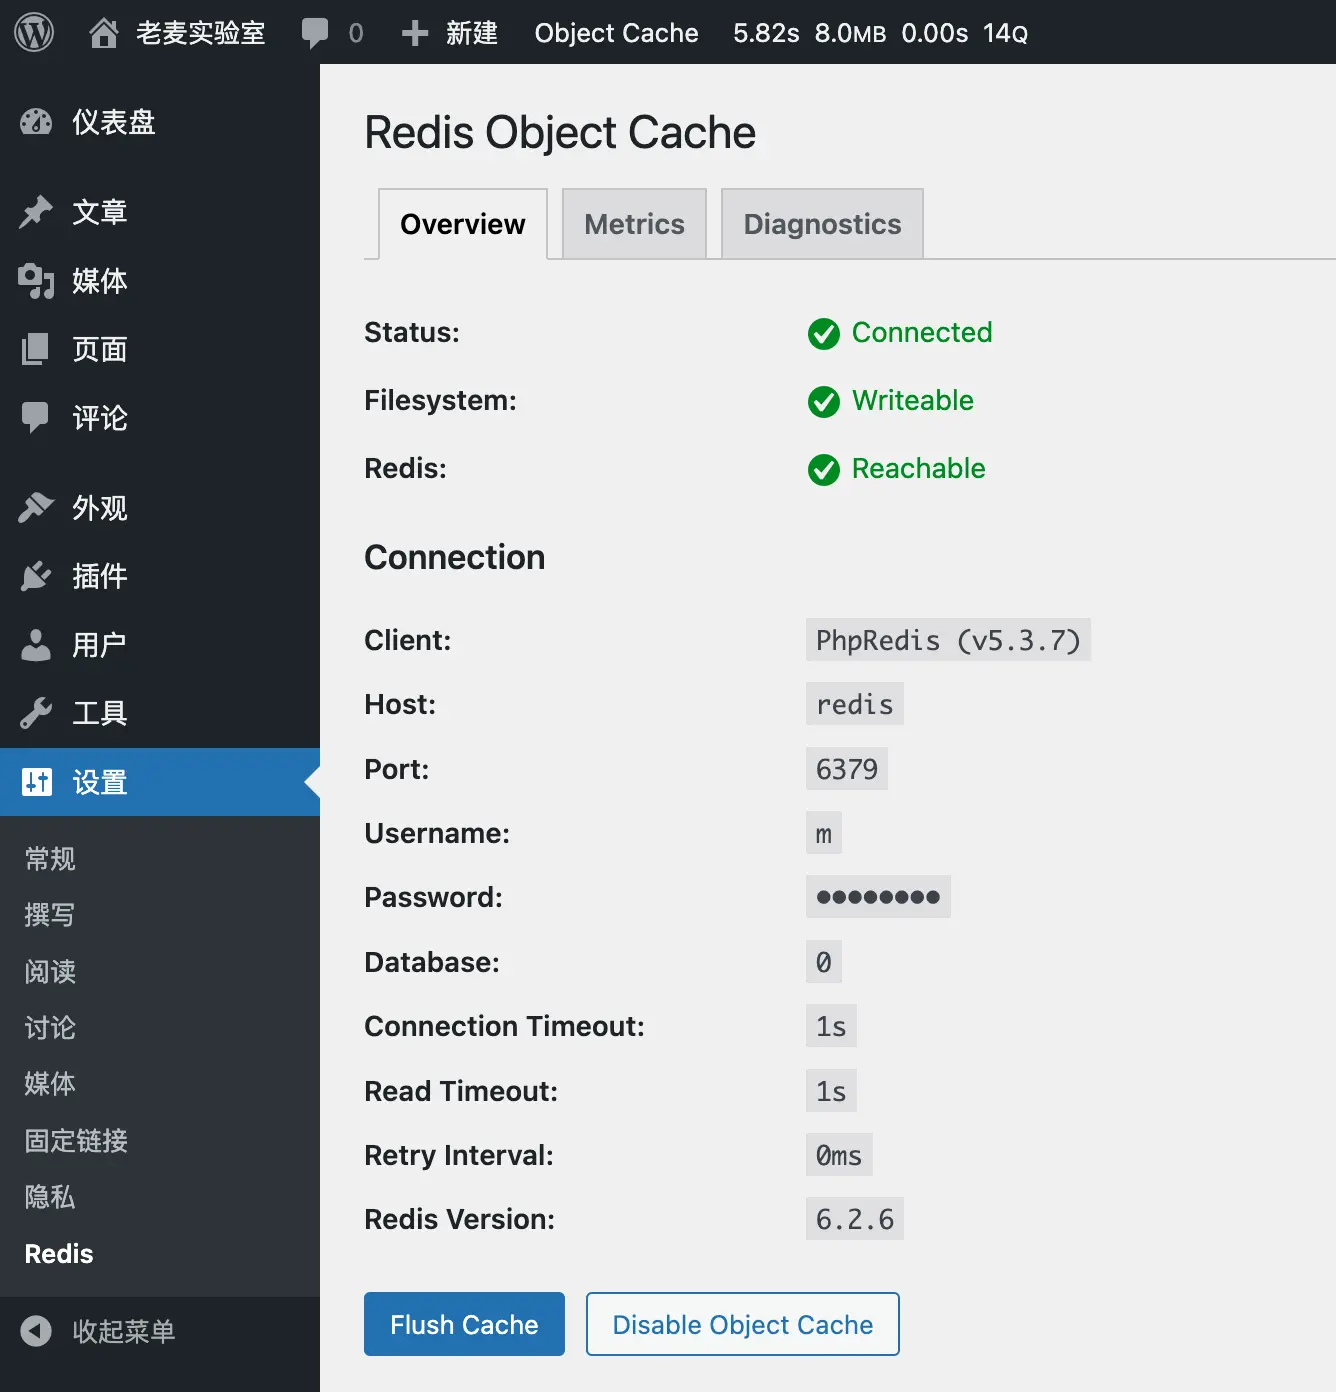 老麦实验室 0 新建 Object Cache 5.82s 8.0MB 0.00s 14Q
仪表盘
文章
媒体
页面
评论
外观
插件
用户
工具
设置
常规
撰写
阅读
讨论
媒体
固定链接
隐私
Redis
收起菜单
Redis Object Cache
Overview Metrics Diagnostics
Status: Connected
Filesystem: Writeable
Redis: Reachable
Connection
Client: PhpRedis (v5.3.7)
Host: redis
Port: 6379
Username: m
Password: ●●●●●●●●
Database: 0
Connection Timeout: 1s
Read Timeout: 1s
Retry Interval: 0ms
Redis Version: 6.2.6
Flush Cache Disable Object Cache